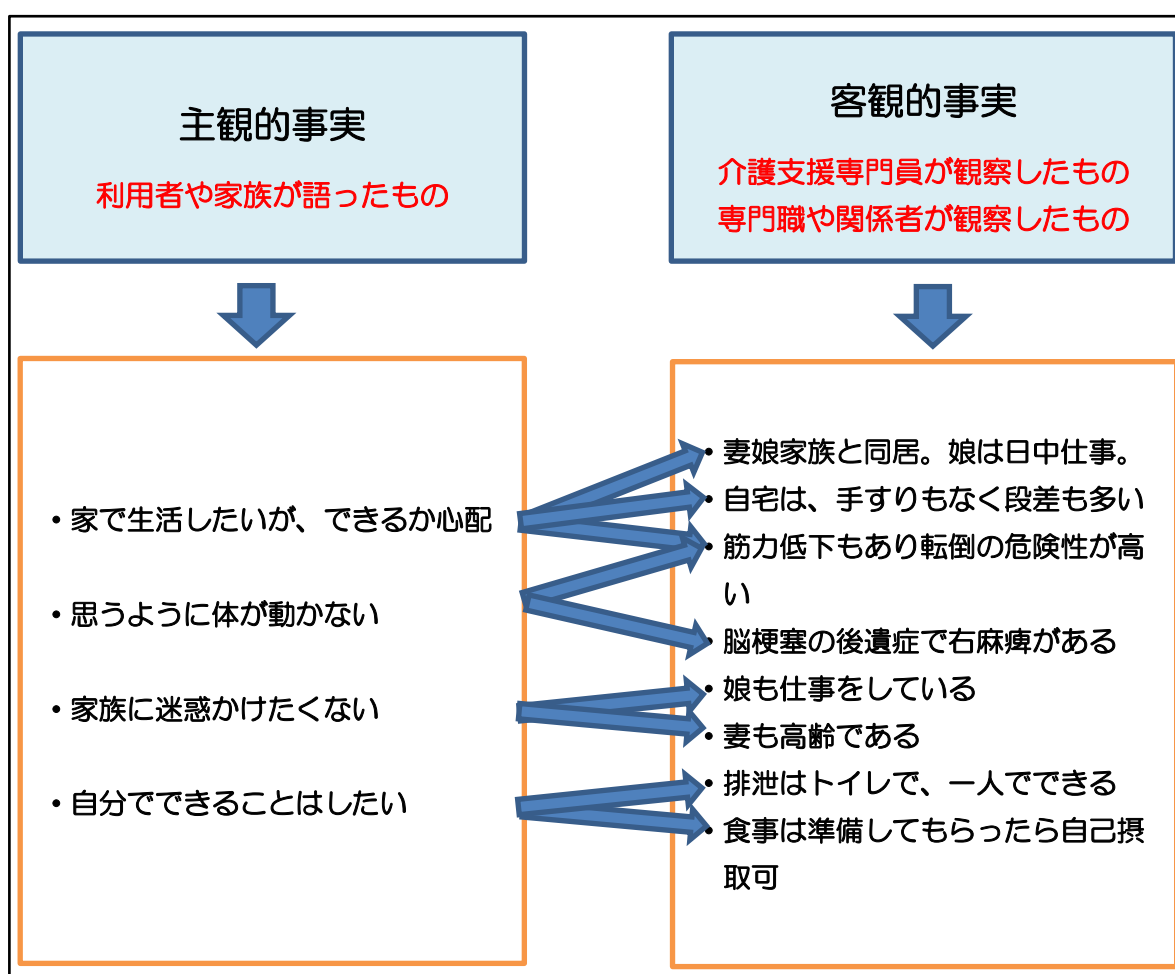 主観的事実
利用者や家族が語ったもの
客観的事実
介護支援専門員が観察したもの
専門職や関係者が観察したもの
・家で生活したいが、できるか心配
・思うように体が動かない
・家族に迷惑かけたくない
・自分でできることはしたい
・妻娘家族と同居。娘は日中仕事。
・自宅は、手すりもなく段差も多い
・筋力低下もあり転倒の危険性が高
い
・脳梗塞の後遺症で右麻痺がある
・娘も仕事をしている
・妻も高齢である
・排泄はトイレで、一人でできる
・食事は準備してもらったら自己摂
取可